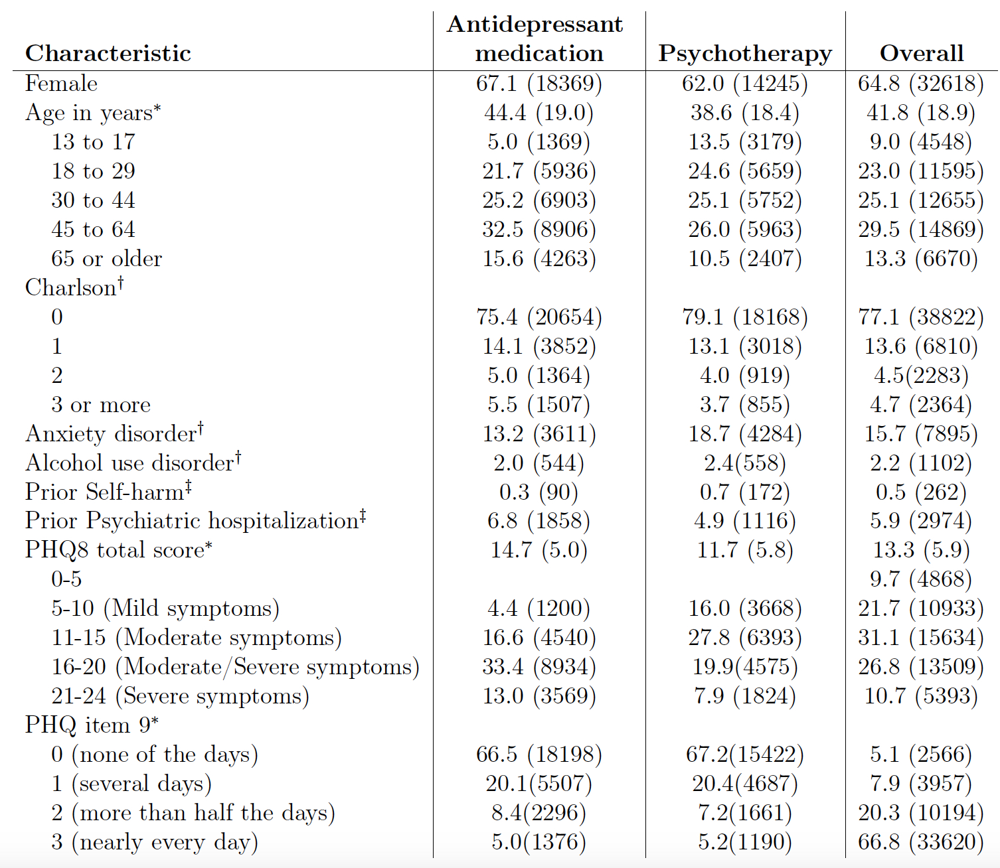 Characteristic Antidepressant medication Psychotherapy Overall
Female 67.1 (18369) 62.0 (14245) 64.8 (32618)
Age in years* 44.4 (19.0) 38.6 (18.4) 41.8 (18.9)
13 to 17 5.0 (1369) 13.5 (3179) 9.0 (4548)
18 to 29 21.7 (5936) 24.6 (5659) 23.0 (11595)
30 to 44 25.2 (6903) 25.1 (5752) 25.1 (12655)
45 to 64 32.5 (8906) 26.0 (5963) 29.5 (14869)
65 or older 15.6 (4263) 10.5 (2407) 13.3 (6670)
Charlson†
0 75.4 (20654) 79.1 (18168) 77.1 (38822)
1 14.1 (3852) 13.1 (3018) 13.6 (6810)
2 5.0 (1364) 4.0 (919) 4.5(2283)
3 or more 5.5 (1507) 3.7 (855) 4.7 (2364)
Anxiety disorder† 13.2 (3611) 18.7 (4284) 15.7 (7895)
Alcohol use disorder† 2.0 (544) 2.4(558) 2.2 (1102)
Prior Self-harm‡ 0.3 (90) 0.7 (172) 0.5 (262)
Prior Psychiatric hospitalization‡ 6.8 (1858) 4.9 (1116) 5.9 (2974)
PHQ8 total score* 14.7 (5.0) 11.7 (5.8) 13.3 (5.9)
0-5 9.7 (4868)
5-10 (Mild symptoms) 4.4 (1200) 16.0 (3668) 21.7 (10933)
11-15 (Moderate symptoms) 16.6 (4540) 27.8 (6393) 31.1 (15634)
16-20 (Moderate/Severe symptoms) 33.4 (8934) 19.9(4575) 26.8 (13509)
21-24 (Severe symptoms) 13.0 (3569) 7.9 (1824) 10.7 (5393)
PHQ item 9*
0 (none of the days) 66.5 (18198) 67.2(15422) 5.1 (2566)
1 (several days) 20.1(5507) 20.4(4687) 7.9 (3957)
2 (more than half the days) 8.4(2296) 7.2(1661) 20.3 (10194)
3 (nearly every day) 5.0(1376) 5.2(1190) 66.8 (33620)